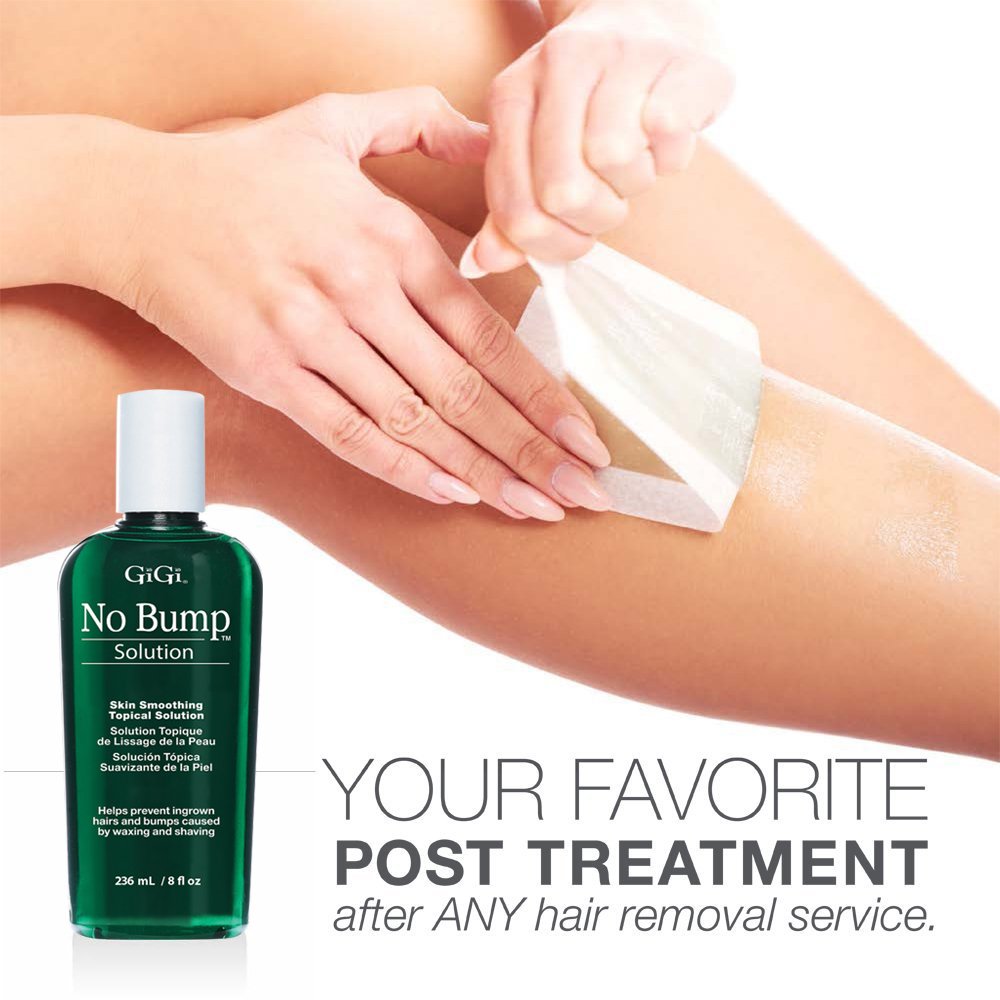 GiGi
No Bump™
Solution
Skin Smoothing
Topical Solution
Solution Topique
de Lissage de la Peau
Solución Tópica
Suavizante de la Piel
Helps prevent ingrown
hairs and bumps caused
by waxing and shaving
236 mL / 8 fl oz
YOUR FAVORITE
POST TREATMENT
after ANY hair removal service.